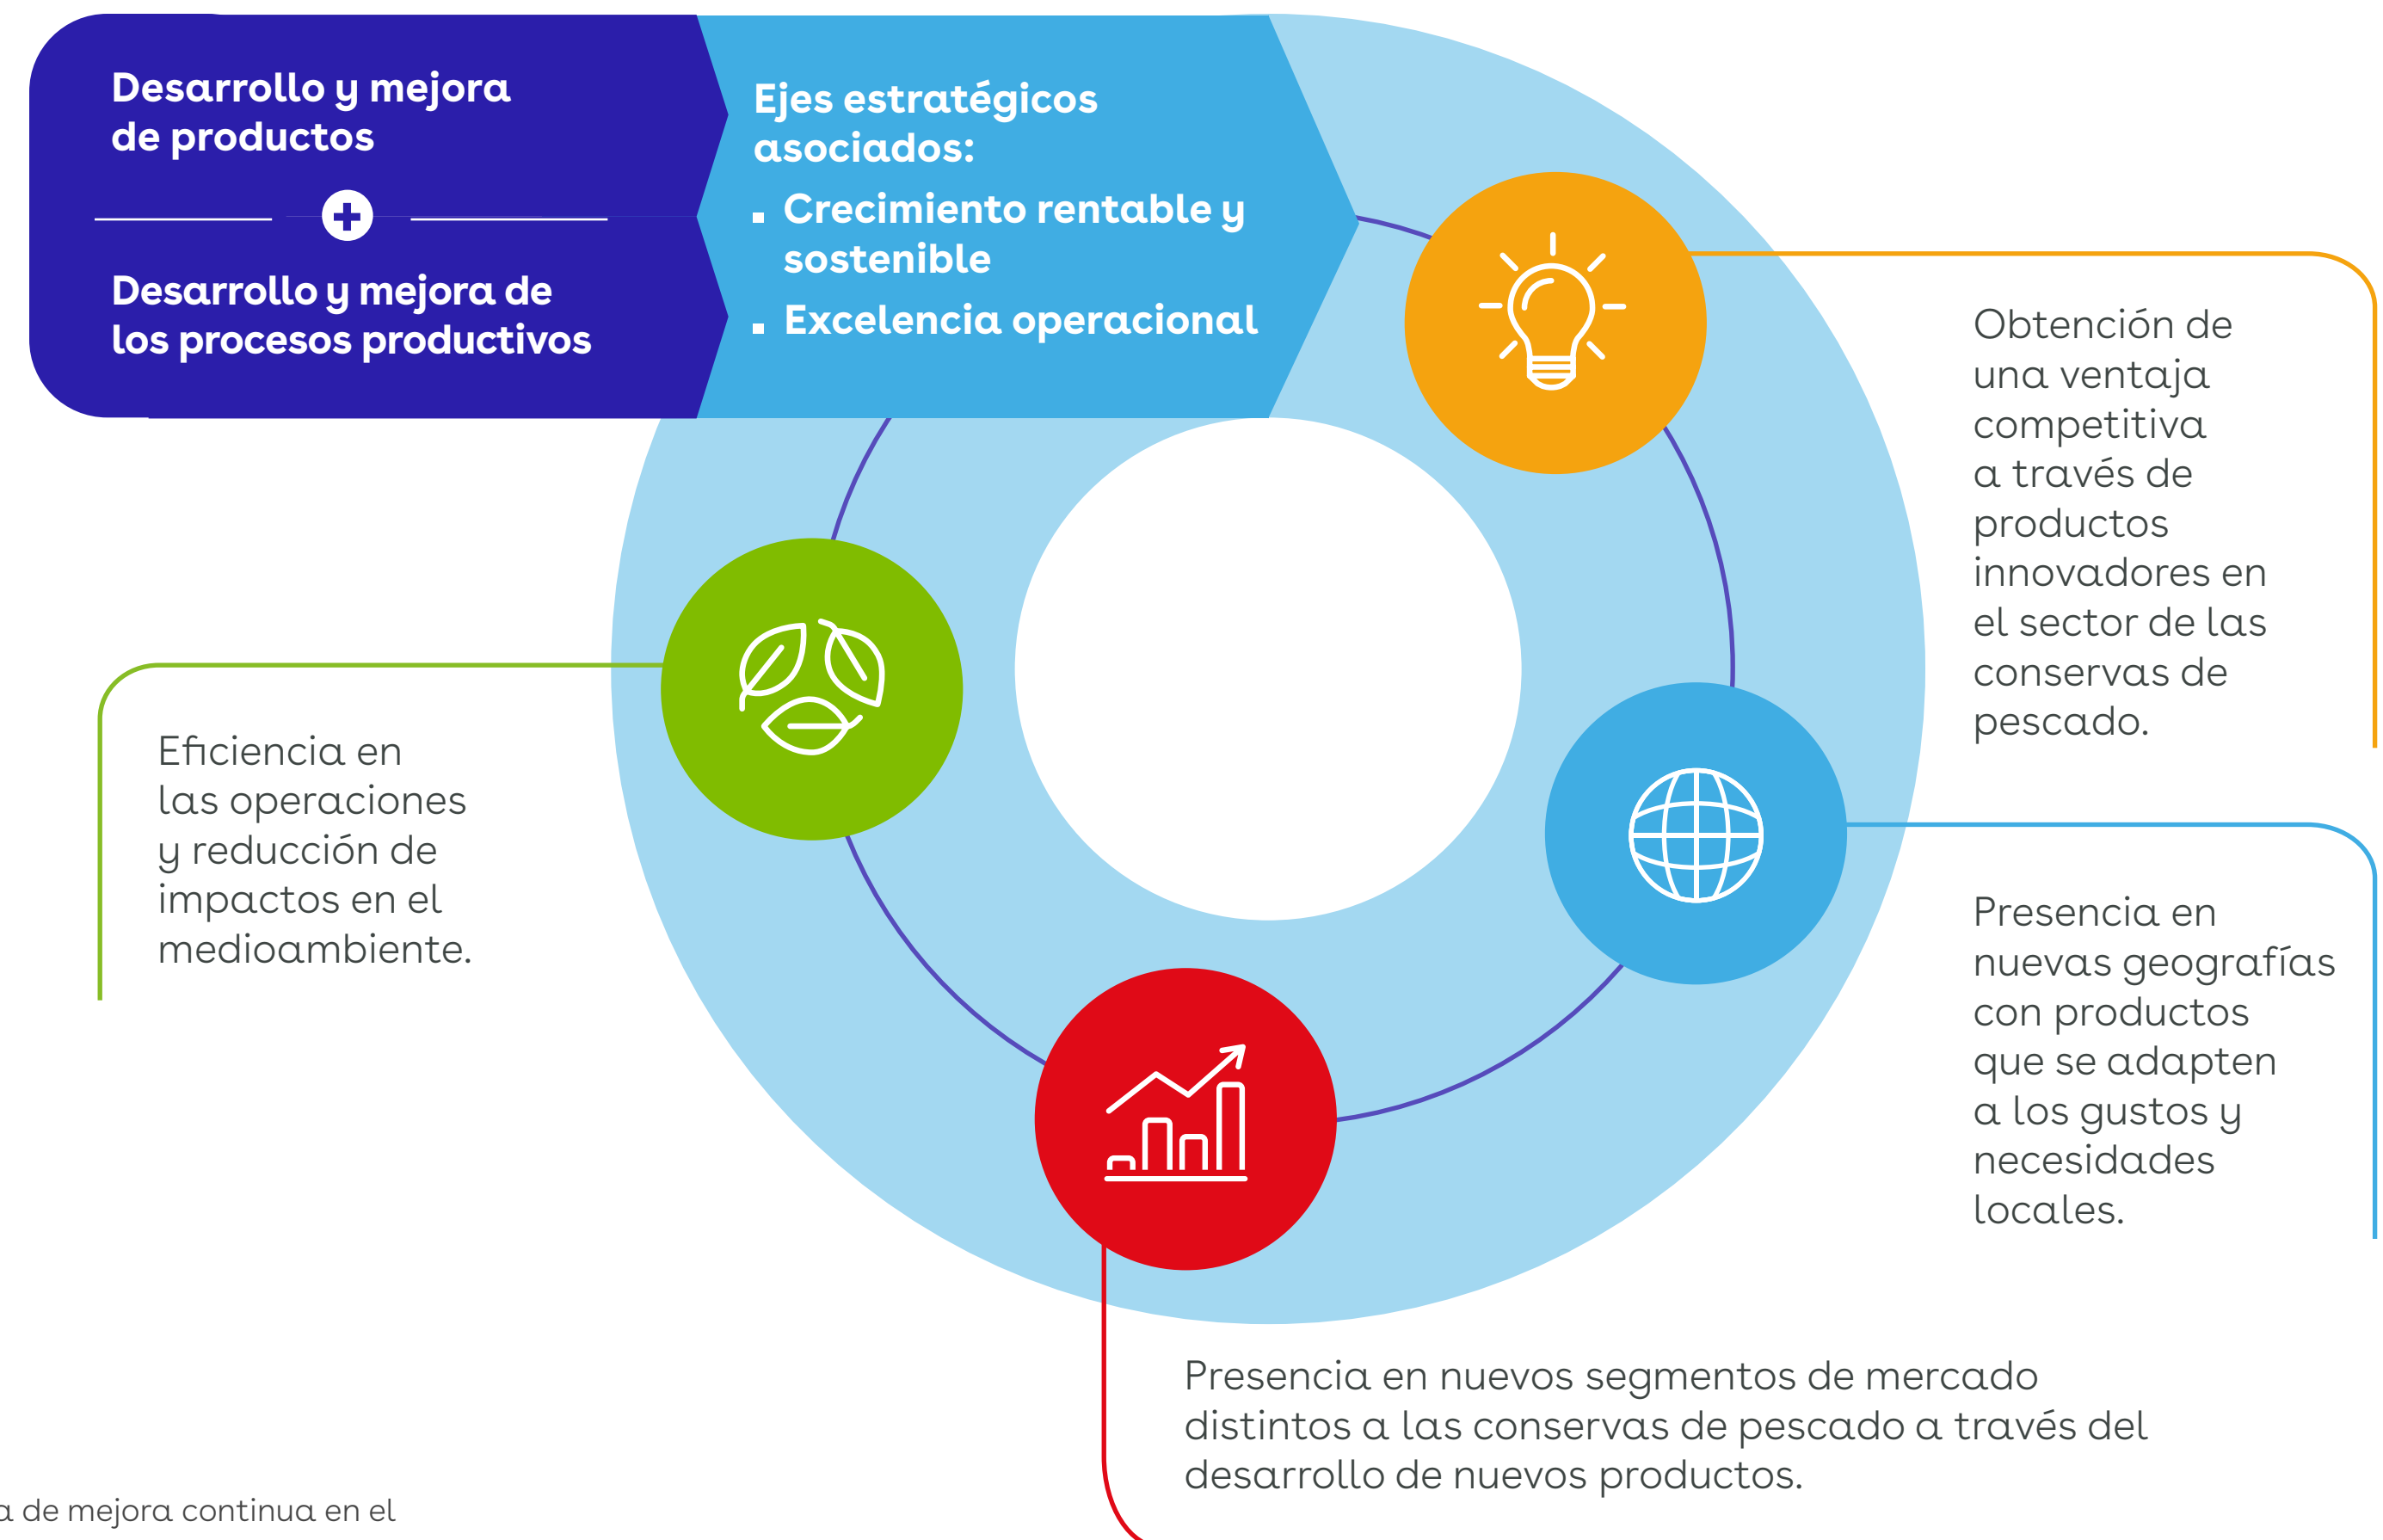 Desarrollo y mejora
de productos
Desarrollo y mejora de
los procesos productivos
Ejes estratégicos
asociados:
▪ Crecimiento rentable y
sostenible
▪ Excelencia operacional
Obtención de
una ventaja
competitiva
a través de
productos
innovadores en
el sector de las
conservas de
pescado.
Presencia en
nuevas geografías
con productos
que se adapten
a los gustos y
necesidades
locales.
Presencia en nuevos segmentos de mercado
distintos a las conservas de pescado a través del
desarrollo de nuevos productos.
Eficiencia en
las operaciones
y reducción de
impactos en el
medioambiente.
de mejora continua en el